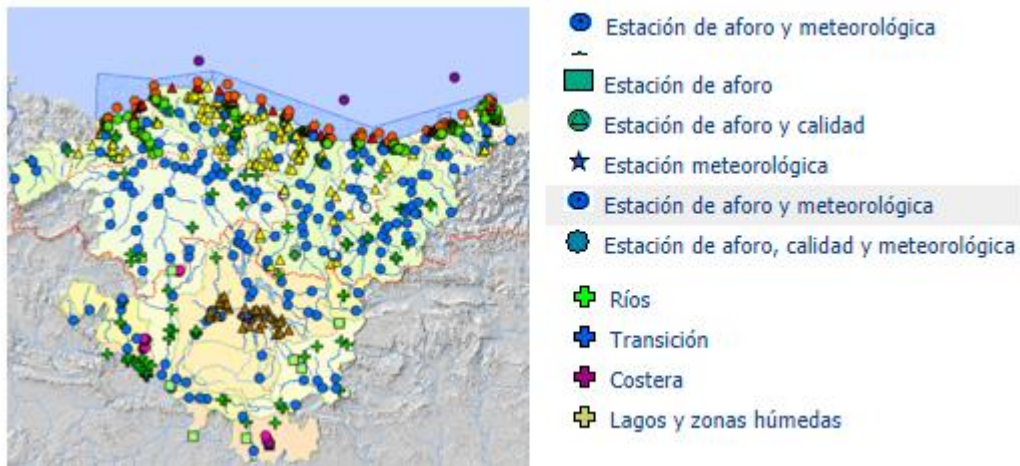 Estación de aforo y meteorológica
Estación de aforo
Estación de aforo y calidad
Estación meteorológica
Estación de aforo y meteorológica
Estación de aforo, calidad y meteorológica
Ríos
Transición
Costera
Lagos y zonas húmedas